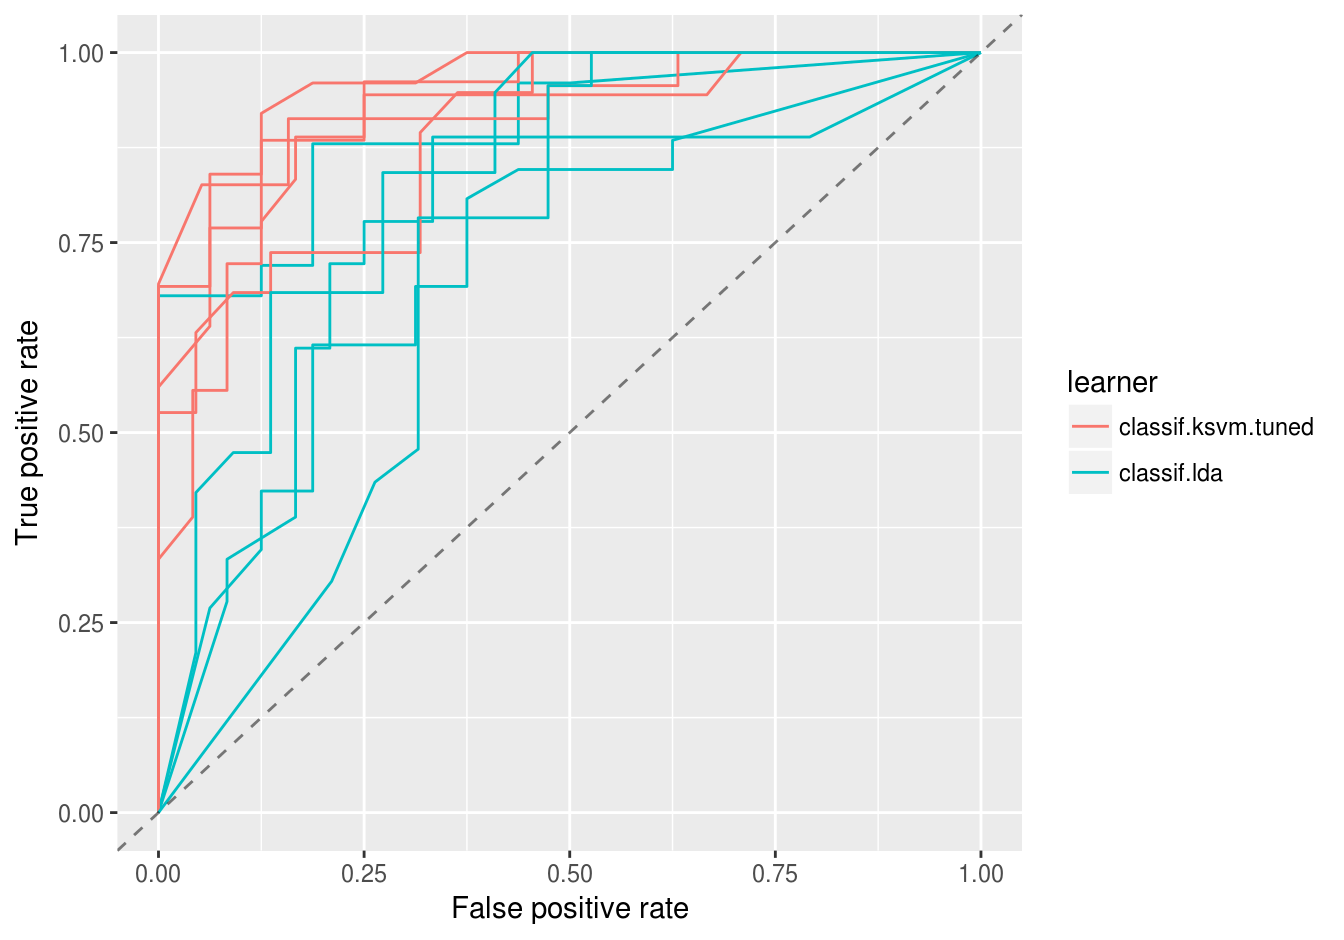 1.00
0.75
0.50
0.25
0.00
True positive rate
0.00 0.25 0.50 0.75 1.00
False positive rate
learner
classif.ksvm.tuned
classif.lda